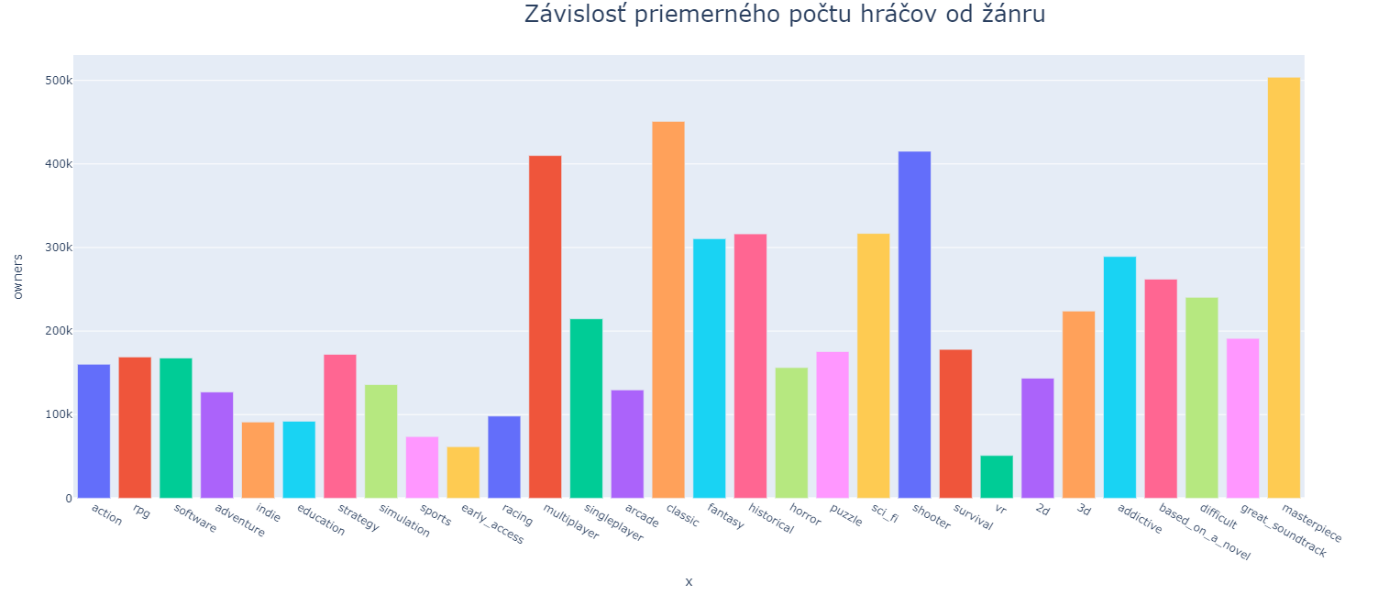 Závislosť priemerného počtu hráčov od žánru
owners
500k
400k
300k
200k
100k
0
action
rpg
software
adventure
indie
education
strategy
simulation
sports
early_access
racing
multiplayer
singleplayer
arcade
classic
fantasy
historical
horror
puzzle
sci_fi
shooter
survival
vr
2d
3d
addictive
based_on_a_novel
difficult
great_soundtrack
masterpiece
x